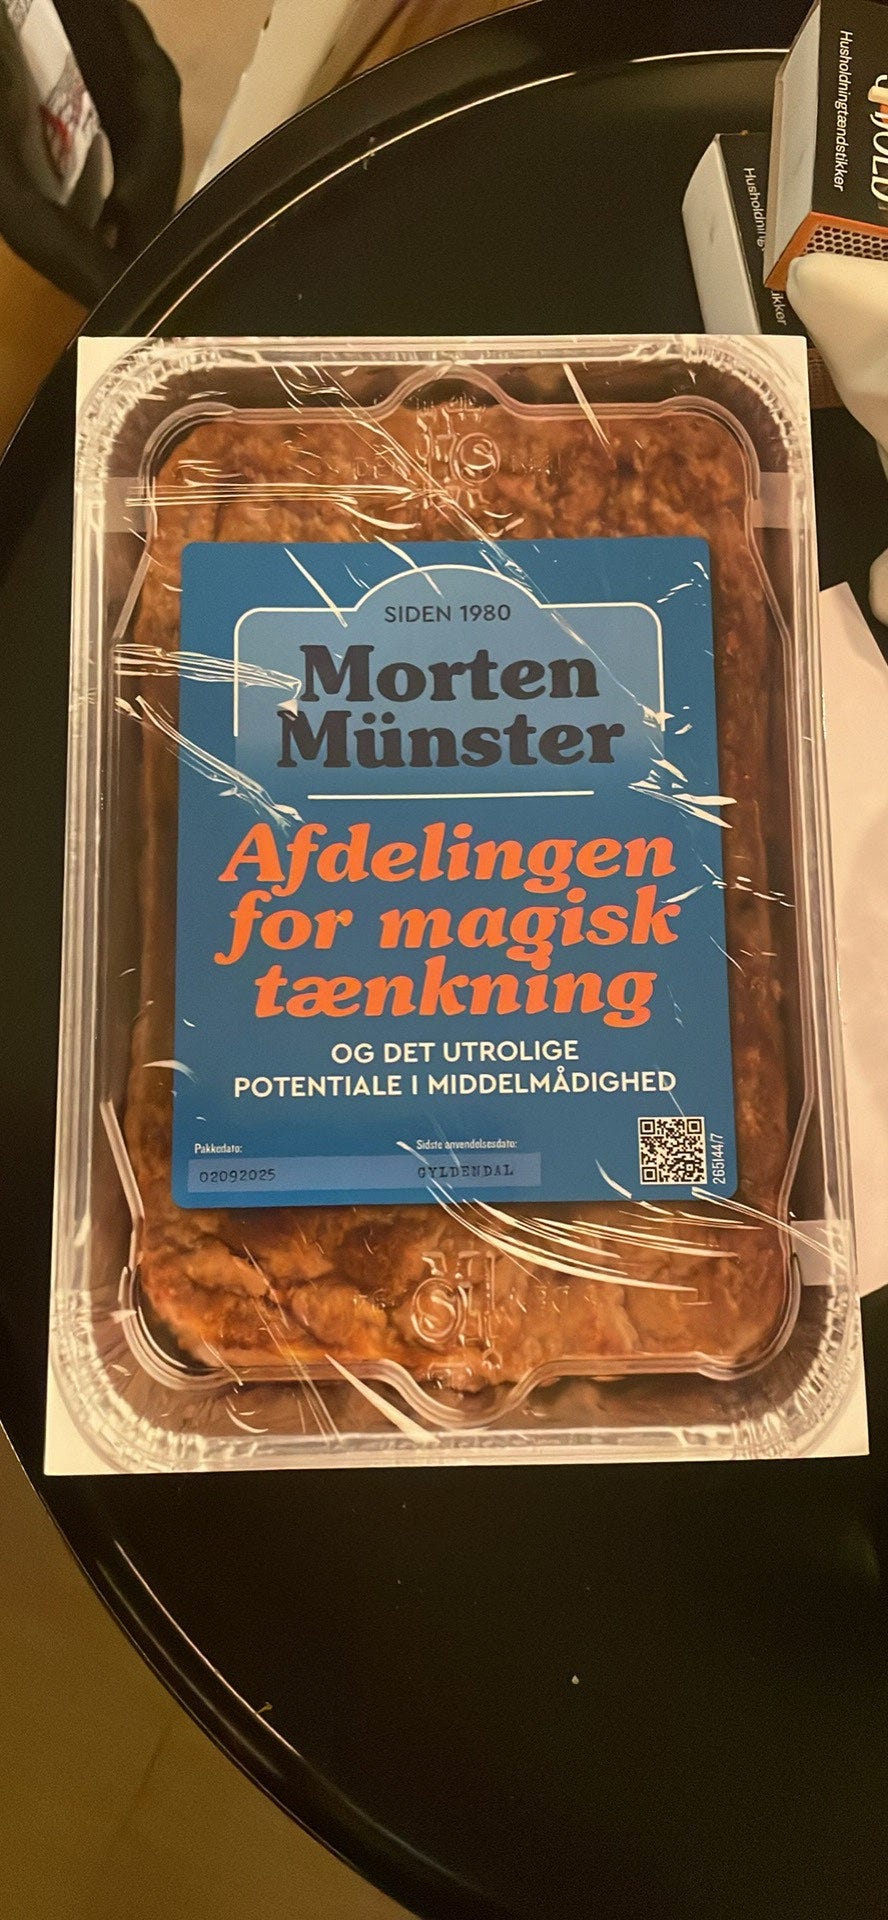 Husholdningstændstikker
SIDEN 1980
Morten
Münster
Afdelingen
for magisk
tænkning
OG DET UTROLIGE
POTENTIALE I MIDDELMÅDIGHED
Pakkedato:
Sidste anvendelsesdato:
02092025
GYLDENDAL
265144/7